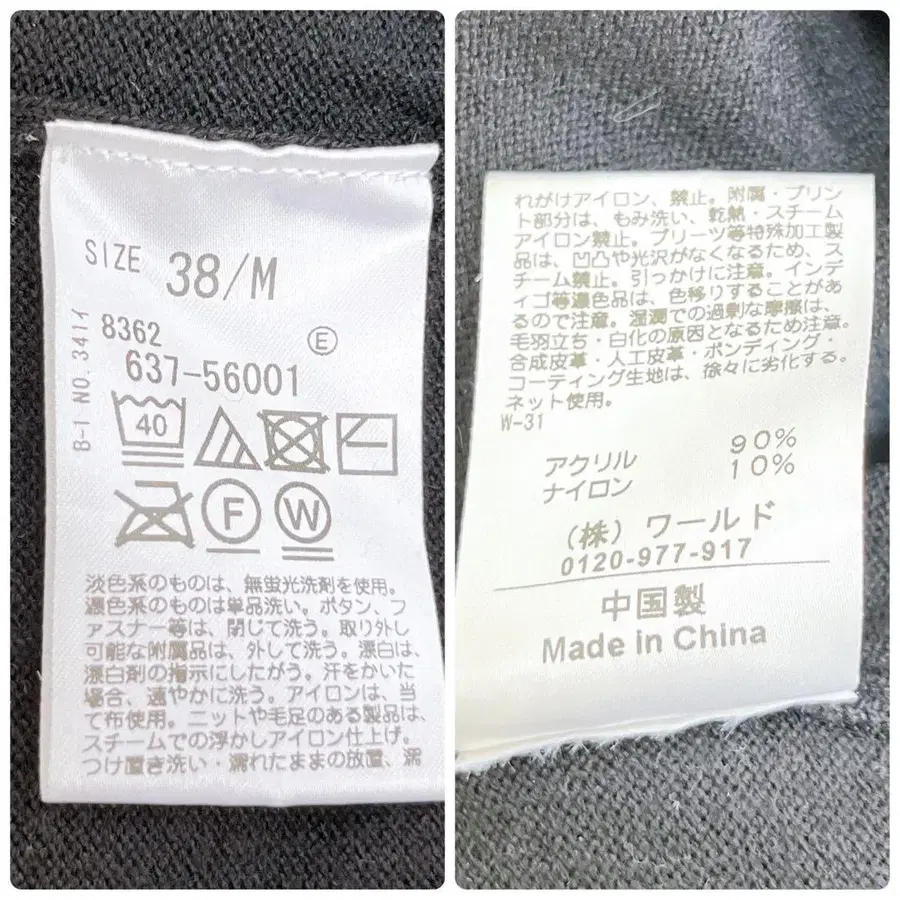 SIZE 38/M
8362 Ⓔ
637-56001
B-1 NO.341イ
40
F W
淡色系のものは、無蛍光洗剤を使用。
濃色系のものは単品洗い。ボタン、フ
ァスナー等は、閉じて洗う。取り外し
可能な附属品は、外して洗う。漂白は、
漂白剤の指示にしたがう。汗をかいた
場合、速やかに洗う。アイロンは、当
て布使用。ニットや毛足のある製品は、
スチームでの浮かしアイロン仕上げ。
つけ置き洗い・濡れたままの放置、濡
れがけアイロン、禁止。附属・プリン
ト部分は、もみ洗い、乾熱・スチーム
アイロン禁止。プリーツ等特殊加工製
品は、凹凸や光沢がなくなるため、ス
チーム禁止。引っかけに注意。インデ
ィゴ等濃色品は、色移りすることがあ
るので注意。湿潤での過剰な摩擦は、
毛羽立ち・白化の原因となるため注意。
合成皮革・人工皮革・ボンディング・
コーティング生地は、徐々に劣化する。
ネット使用。
W-31
アクリル 90%
ナイロン 10%
(株) ワールド
0120-977-917
中国製
Made in China